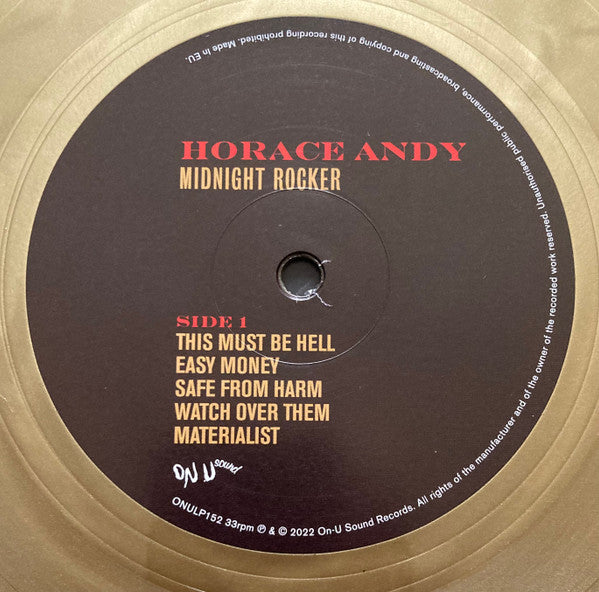 HORACE ANDY
MIDNIGHT ROCKER
SIDE 1
THIS MUST BE HELL
EASY MONEY
SAFE FROM HARM
WATCH OVER THEM
MATERIALIST
ON U sound
ONULP152 33rpm ℗ & © 2022 On-U Sound Records. All rights of the manufacturer and of the owner of the recorded work reserved. Unauthorised public performance, broadcasting and copying of this recording prohibited. Made in EU.